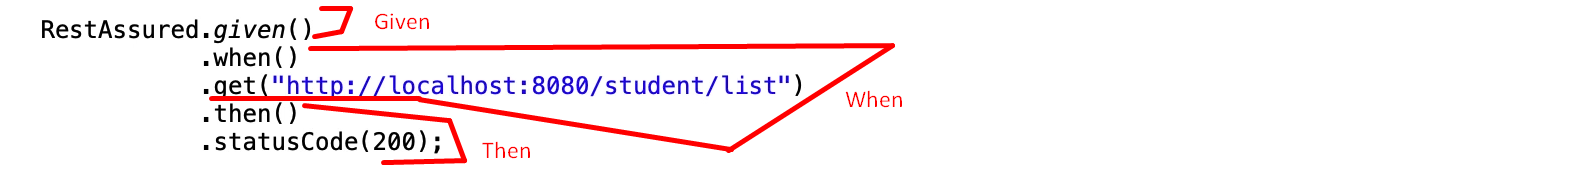 RestAssured.given() Given
.when()
.get("http://localhost:8080/student/list")
When
.then()
.statusCode(200);
Then